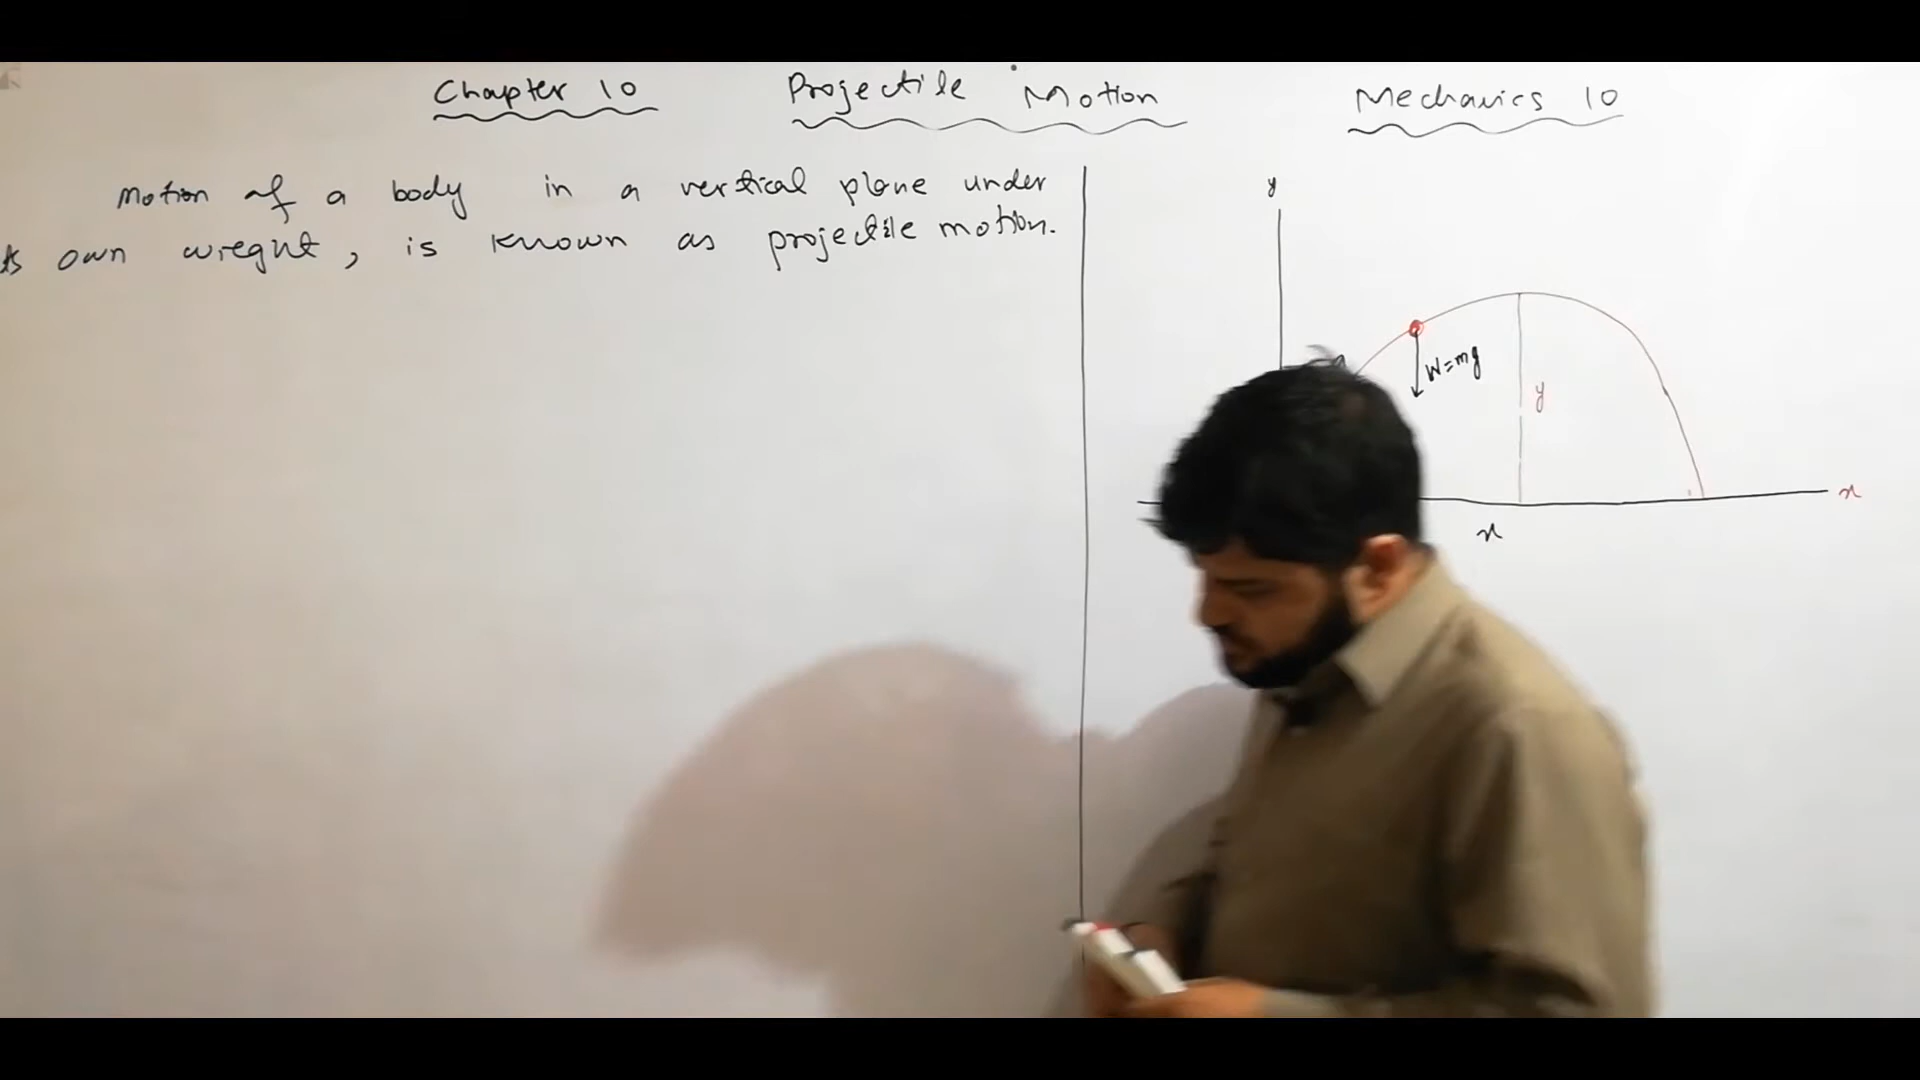 Chapter 10 Projectile Motion Mechanics 10
Motion of a body in a vertical plane under
its own weight, is known as projectile motion.
y
W=mg
y
x
x